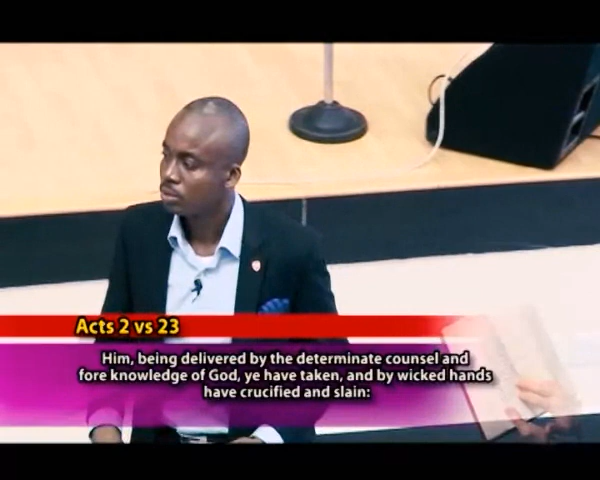 Acts 2 vs 23
Him, being delivered by the determinate counsel and
fore knowledge of God, ye have taken, and by wicked hands
have crucified and slain: